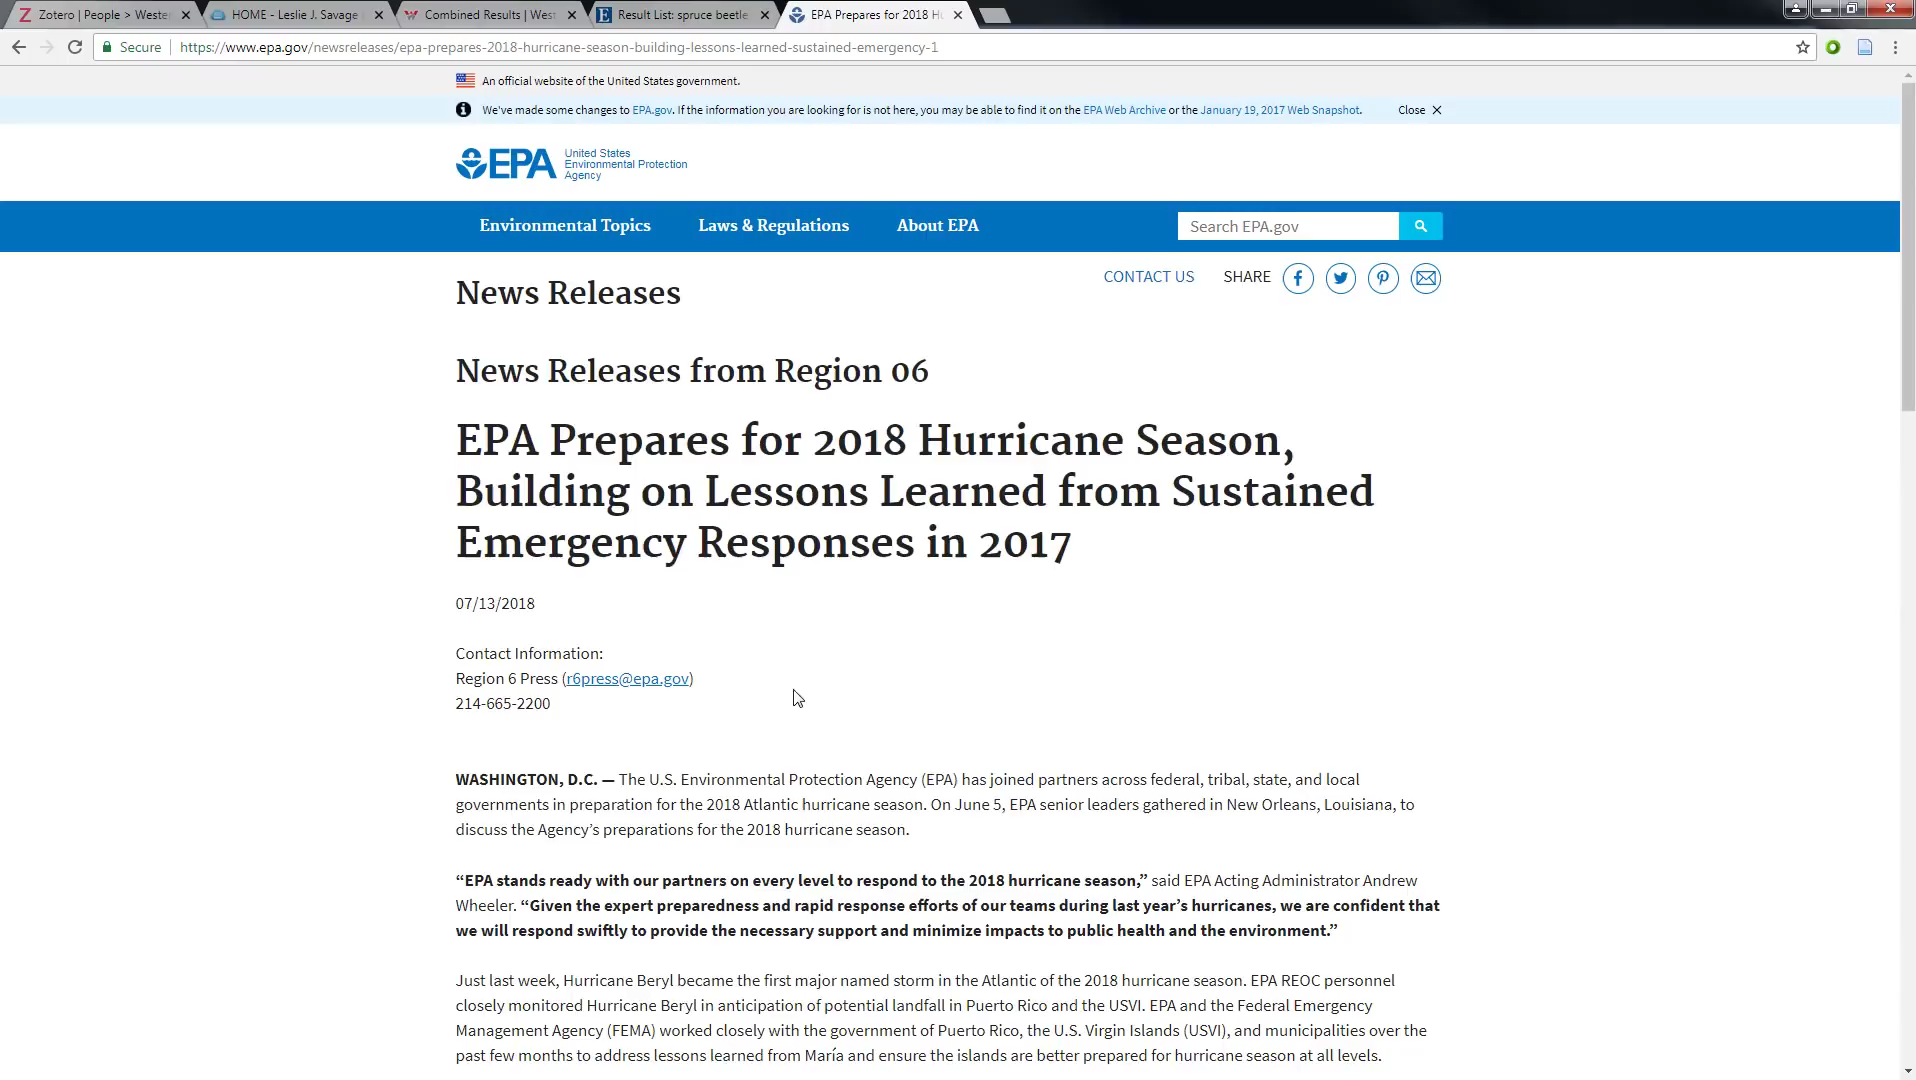 Zotero | People > Weste
HOME - Leslie J. Savage
Combined Results | Wes
Result List: spruce beetle
EPA Prepares for 2018 H
Secure
https://www.epa.gov/newsreleases/epa-prepares-2018-hurricane-season-building-lessons-learned-sustained-emergency-1
An official website of the United States government.
We've made some changes to EPA.gov. If the information you are looking for is not here, you may be able to find it on the EPA Web Archive or the January 19, 2017 Web Snapshot.
Close
EPA
United States
Environmental Protection
Agency
Environmental Topics
Laws & Regulations
About EPA
Search EPA.gov
CONTACT US
SHARE
News Releases
News Releases from Region 06
EPA Prepares for 2018 Hurricane Season,
Building on Lessons Learned from Sustained
Emergency Responses in 2017
07/13/2018
Contact Information:
Region 6 Press (r6press@epa.gov)
214-665-2200
WASHINGTON, D.C. — The U.S. Environmental Protection Agency (EPA) has joined partners across federal, tribal, state, and local
governments in preparation for the 2018 Atlantic hurricane season. On June 5, EPA senior leaders gathered in New Orleans, Louisiana, to
discuss the Agency's preparations for the 2018 hurricane season.
“EPA stands ready with our partners on every level to respond to the 2018 hurricane season,” said EPA Acting Administrator Andrew
Wheeler. “Given the expert preparedness and rapid response efforts of our teams during last year's hurricanes, we are confident that
we will respond swiftly to provide the necessary support and minimize impacts to public health and the environment.”
Just last week, Hurricane Beryl became the first major named storm in the Atlantic of the 2018 hurricane season. EPA REOC personnel
closely monitored Hurricane Beryl in anticipation of potential landfall in Puerto Rico and the USVI. EPA and the Federal Emergency
Management Agency (FEMA) worked closely with the government of Puerto Rico, the U.S. Virgin Islands (USVI), and municipalities over the
past few months to address lessons learned from María and ensure the islands are better prepared for hurricane season at all levels.